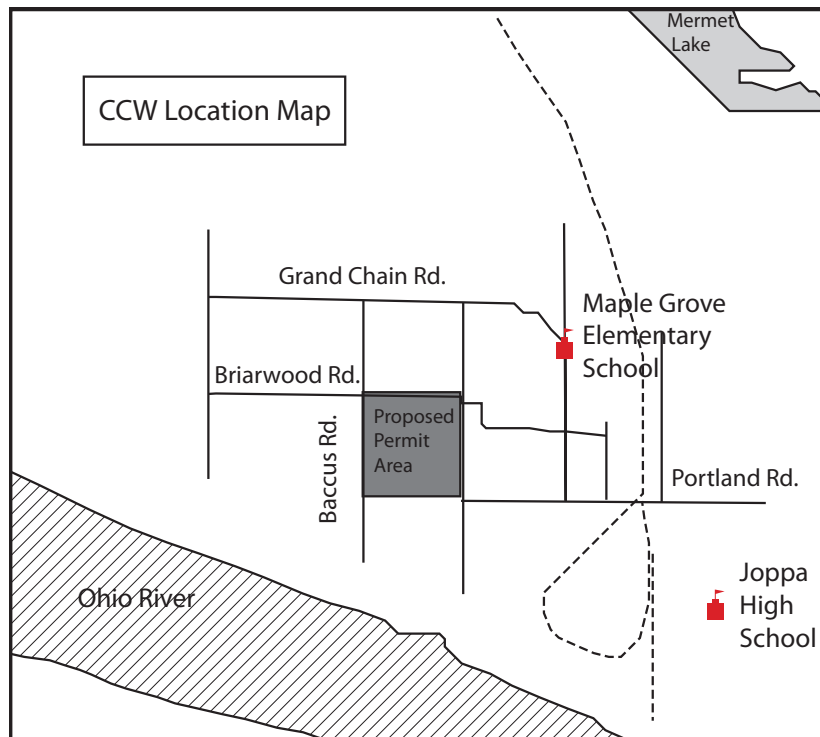 Mermet
Lake
CCW Location Map
Grand Chain Rd.
Maple Grove
Elementary
School
Briarwood Rd.
Proposed
Permit
Area
Baccus Rd.
Portland Rd.
Ohio River
Joppa
High
School